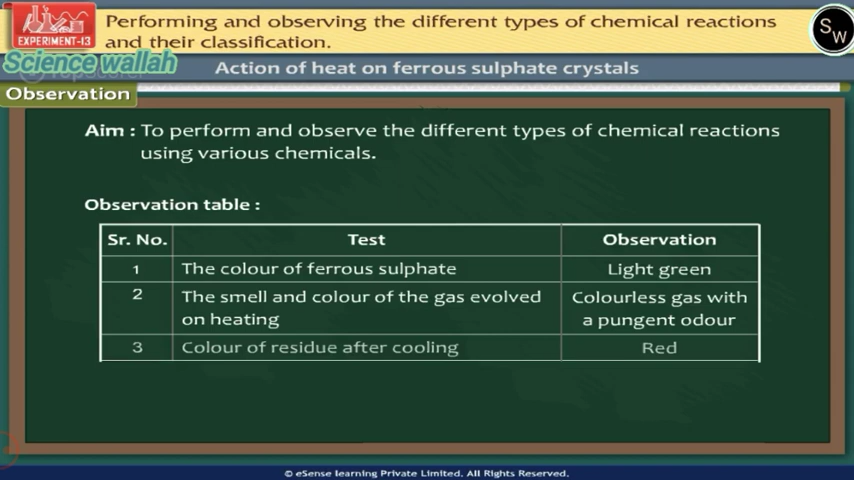 Performing and observing the different types of chemical reactions
and their classification.
EXPERIMENT-13
S
W
Science wallah
Action of heat on ferrous sulphate crystals
Observation
Aim : To perform and observe the different types of chemical reactions
using various chemicals.
Observation table :
Sr. No. Test Observation
1 The colour of ferrous sulphate Light green
2 The smell and colour of the gas evolved Colourless gas with
on heating a pungent odour
3 Colour of residue after cooling Red
© eSense learning Private Limited. All Rights Reserved.